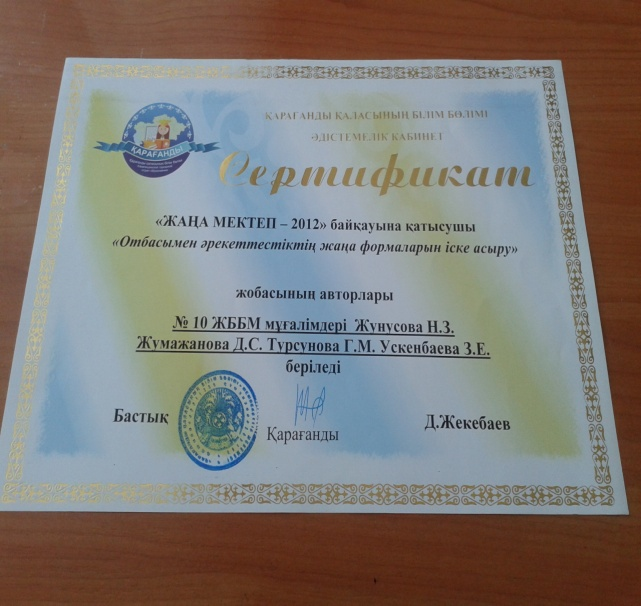 ҚАРАҒАНДЫ ҚАЛАСЫНЫҢ БІЛІМ БӨЛІМІ
ӘДІСТЕМЕЛІК КАБИНЕТ
ҚАРАҒАНДЫ
Сертификат
«ЖАҢА МЕКТЕП – 2012» байқауына қатысушы
«Отбасымен әрекеттестіктің жаңа формаларын іске асыру»
жобасының авторлары
№ 10 ЖББМ мұғалімдері Жунусова Н.З.
Жумажанова Д.С. Турсунова Г.М. Ускенбаева З.Е.
беріледі
Бастық
Қарағанды
Д.Жекебаев